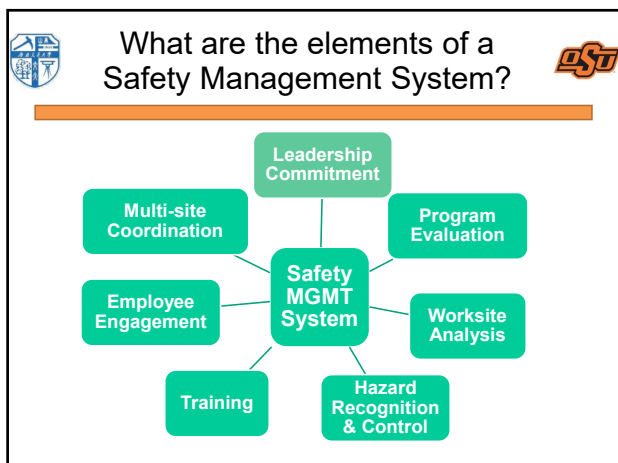 What are the elements of a
Safety Management System?
OSU
Leadership
Commitment
Multi-site
Coordination
Program
Evaluation
Safety
MGMT
System
Employee
Engagement
Worksite
Analysis
Training
Hazard
Recognition
& Control